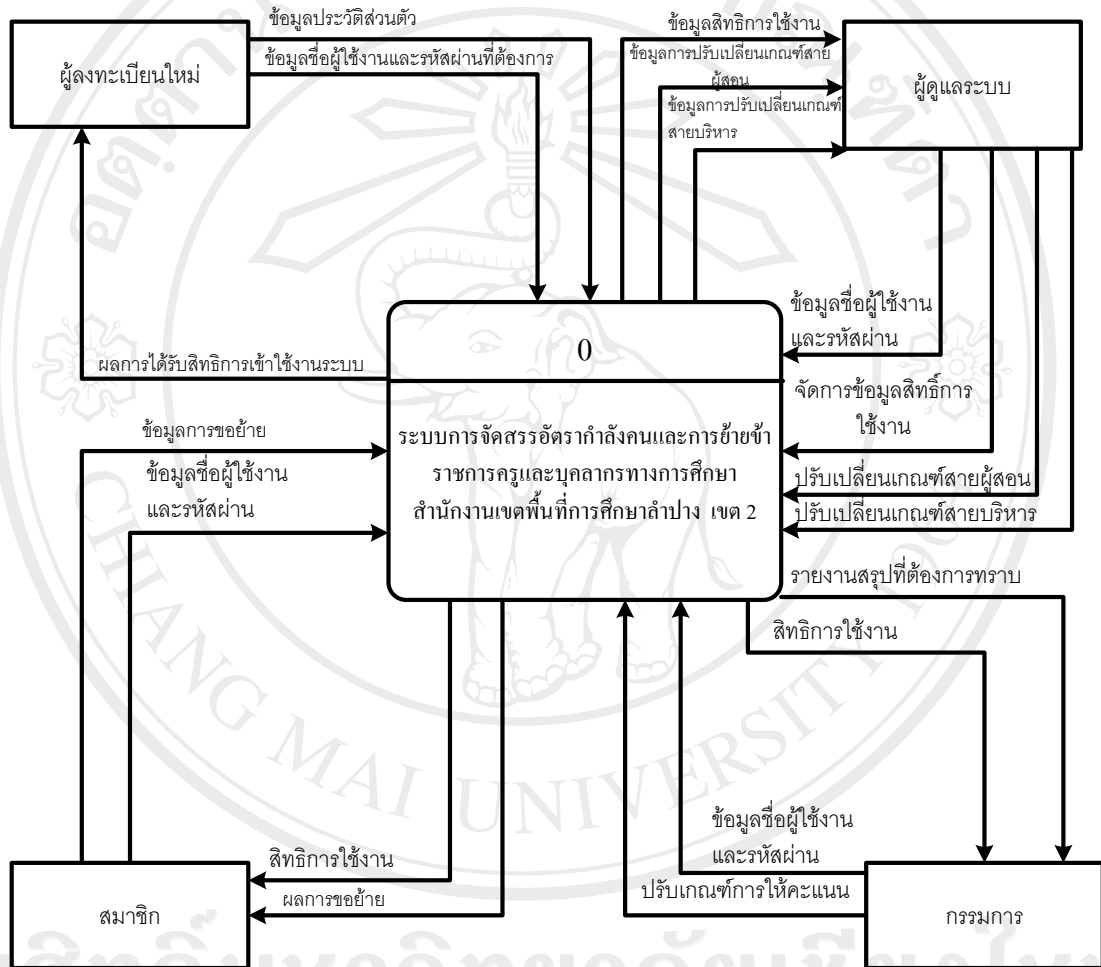 ข้อมูลประวัติส่วนตัว
ข้อมูลชื่อผู้ใช้งานและรหัสผ่านที่ต้องการ
ผู้ลงทะเบียนใหม่
ข้อมูลสิทธิการใช้งาน
ข้อมูลการปรับเปลี่ยนเกณฑ์สาย
ผู้สอน
ข้อมูลการปรับเปลี่ยนเกณฑ์
สายบริหาร
ผู้ดูแลระบบ
ข้อมูลชื่อผู้ใช้งาน
และรหัสผ่าน
0
ผลการได้รับสิทธิการเข้าใช้งานระบบ
จัดการข้อมูลสิทธิ์การ
ใช้งาน
ข้อมูลการขอย้าย
ข้อมูลชื่อผู้ใช้งาน
และรหัสผ่าน
ระบบการจัดสรรอัตรากำลังคนและการย้ายข้า
ราชการครูและบุคลากรทางการศึกษา
สำนักงานเขตพื้นที่การศึกษาลำปาง เขต 2
ปรับเปลี่ยนเกณฑ์สายผู้สอน
ปรับเปลี่ยนเกณฑ์สายบริหาร
รายงานสรุปที่ต้องการทราบ
สิทธิการใช้งาน
ข้อมูลชื่อผู้ใช้งาน
และรหัสผ่าน
ปรับเกณฑ์การให้คะแนน
สิทธิการใช้งาน
ผลการขอย้าย
สมาชิก
กรรมการ
CHIANG MAI UNIVERSITY